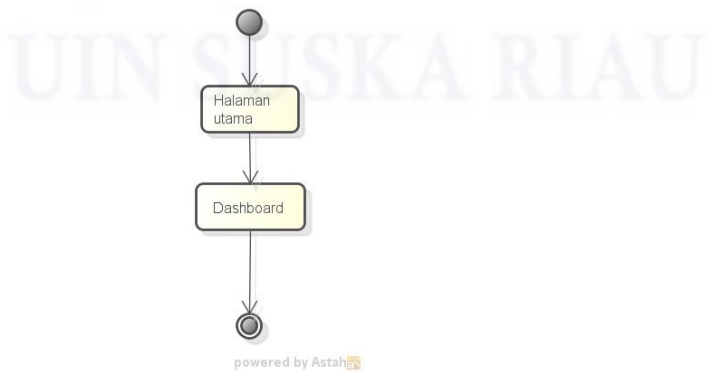 UIN SUSKA RIAU
Halaman
utama
Dashboard
powered by Astah